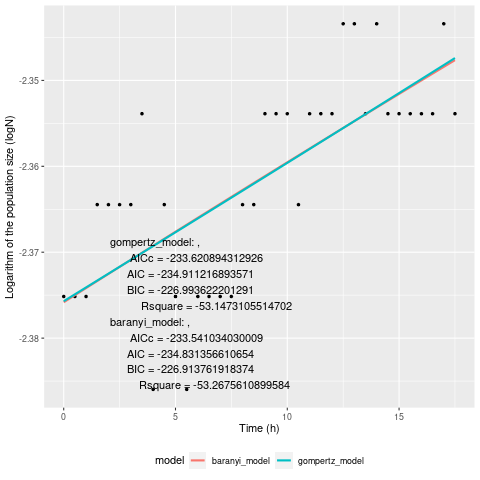 -2.35
-2.36
-2.37
-2.38
Logarithm of the population size (logN)
gompertz_model: ,
AICc = -233.620894312926
AIC = -234.911216893571
BIC = -226.993622201291
Rsquare = -53.1473105514702
baranyi_model: ,
AICc = -233.541034030009
AIC = -234.831356610654
BIC = -226.913761918374
Rsquare = -53.2675610899584
0 5 10 15
Time (h)
model baranyi_model gompertz_model